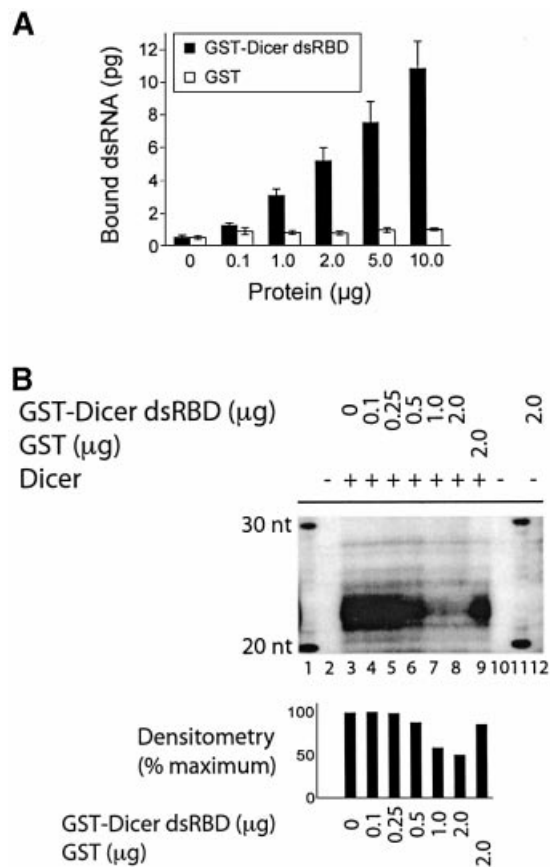 A
GST-Dicer dsRBD
GST
Bound dsRNA (pg)
12
10
8
6
4
2
0
0 0.1 1.0 2.0 5.0 10.0
Protein (µg)
B
GST-Dicer dsRBD (µg) 0 0.1 0.25 0.5 1.0 2.0 2.0
GST (µg) 2.0
Dicer - + + + + + + + - -
30 nt
20 nt
1 2 3 4 5 6 7 8 9 10 11 12
Densitometry
(% maximum)
100
50
0
GST-Dicer dsRBD (µg) 0 0.1 0.25 0.5 1.0 2.0
GST (µg) 2.0